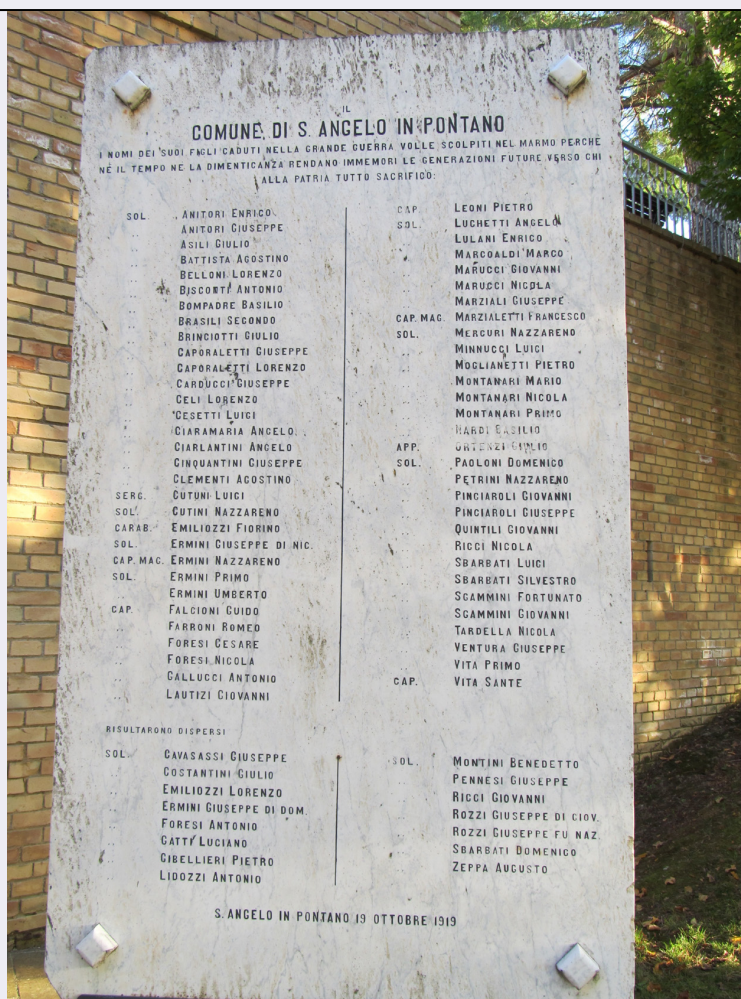 IL
COMUNE, DI S. ANGELO IN PONTANO
I NOMI DEI SUOI FIGLI CADUTI NELLA GRANDE GUERRA VOLLE SCOLPITI NEL MARMO PERCHE
NE IL TEMPO NE LA DIMENTICANZA RENDANO IMMEMORI LE GENERAZIONI FUTURE VERSO CHI
ALLA PATRIA TUTTO SACRIFICO:
SOL. ANITORI ENRICO
.. ANITORI GIUSEPPE
.. ASILI GIULIO
.. BATTISTA AGOSTINO
.. BELLONI LORENZO
.. BISCONTI ANTONIO
.. BOMPADRE BASILIO
.. BRASILI SECONDO
.. BRINCIOTTI GIULIO
.. CAPORALETTI GIUSEPPE
.. CAPORALETTI LORENZO
.. CARDUCCI GIUSEPPE
.. CELI LORENZO
.. CESETTI LUIGI
.. CIARAMARIA ANGELO
.. CIARLANTINI ANGELO
.. CINQUANTINI GIUSEPPE
.. CLEMENTI AGOSTINO
SERG. CUTUNI LUIGI
SOL. CUTINI NAZZARENO
CARAB. EMILIOZZI FIORINO
SOL. ERMINI GIUSEPPE DI NIC.
CAP. MAG. ERMINI NAZZARENO
SOL. ERMINI PRIMO
.. ERMINI UMBERTO
CAP. FALCIONI GUIDO
.. FARRONI ROMEO
.. FORESI CESARE
.. FORESI NICOLA
.. GALLUCCI ANTONIO
.. LAUTIZI GIOVANNI
CAP. LEONI PIETRO
SOL. LUCHETTI ANGELO
.. LULANI ENRICO
.. MARCOALDI MARCO
.. MARUCCI GIOVANNI
.. MARUCCI NICOLA
.. MARZIALI GIUSEPPE
CAP. MAG. MARZIALETTI FRANCESCO
SOL. MERCURI NAZZARENO
.. MINNUCCI LUIGI
.. MOGLIANETTI PIETRO
.. MONTANARI MARIO
.. MONTANARI NICOLA
.. MONTANARI PRIMO
.. NARDI BASILIO
APP. ORTENZI GIULIO
SOL. PAOLONI DOMENICO
.. PETRINI NAZZARENO
.. PINCIAROLI GIOVANNI
.. PINCIAROLI GIUSEPPE
.. QUINTILI GIOVANNI
.. RICCI NICOLA
.. SBARBATI LUIGI
.. SBARBATI SILVESTRO
.. SCAMMINI FORTUNATO
.. SCAMMINI GIOVANNI
.. TARDELLA NICOLA
.. VENTURA GIUSEPPE
.. VITA PRIMO
CAP. VITA SANTE
RISULTARONO DISPERSI
SOL. CAVASASSI GIUSEPPE
.. COSTANTINI GIULIO
.. EMILIOZZI LORENZO
.. ERMINI GIUSEPPE DI DOM.
.. FORESI ANTONIO
.. GATTI LUCIANO
.. GIBELLIERI PIETRO
.. LIDOZZI ANTONIO
SOL. MONTINI BENEDETTO
.. PENNESI GIUSEPPE
.. RICCI GIOVANNI
.. ROZZI GIUSEPPE DI GIOV.
.. ROZZI GIUSEPPE FU NAZ.
.. SBARBATI DOMENICO
.. ZEPPA AUGUSTO
S. ANGELO IN PONTANO 19 OTTOBRE 1919